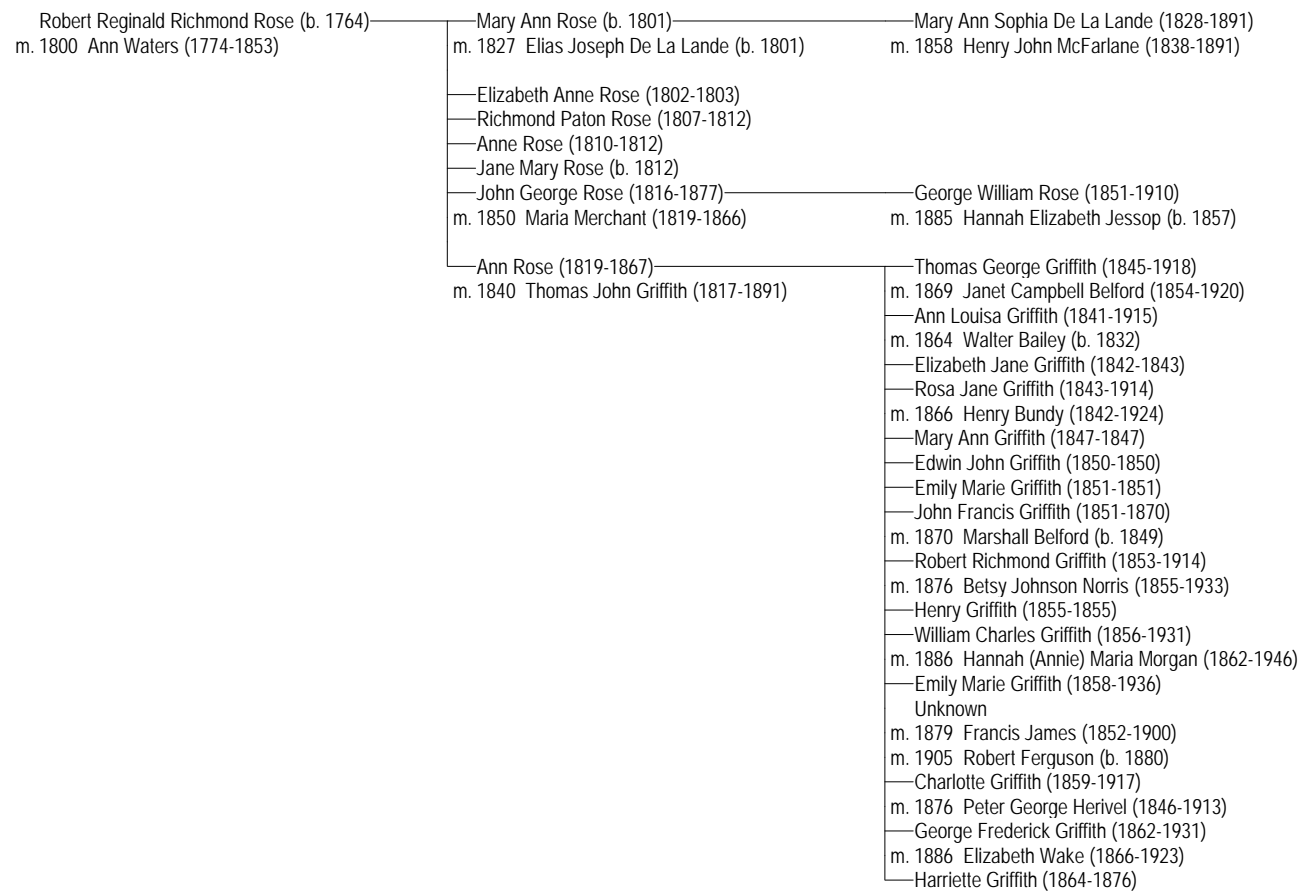 Robert Reginald Richmond Rose (b. 1764)
m. 1800 Ann Waters (1774-1853)
Mary Ann Rose (b. 1801)
m. 1827 Elias Joseph De La Lande (b. 1801)
Mary Ann Sophia De La Lande (1828-1891)
m. 1858 Henry John McFarlane (1838-1891)
Elizabeth Anne Rose (1802-1803)
Richmond Paton Rose (1807-1812)
Anne Rose (1810-1812)
Jane Mary Rose (b. 1812)
John George Rose (1816-1877)
m. 1850 Maria Merchant (1819-1866)
George William Rose (1851-1910)
m. 1885 Hannah Elizabeth Jessop (b. 1857)
Ann Rose (1819-1867)
m. 1840 Thomas John Griffith (1817-1891)
Thomas George Griffith (1845-1918)
m. 1869 Janet Campbell Belford (1854-1920)
Ann Louisa Griffith (1841-1915)
m. 1864 Walter Bailey (b. 1832)
Elizabeth Jane Griffith (1842-1843)
Rosa Jane Griffith (1843-1914)
m. 1866 Henry Bundy (1842-1924)
Mary Ann Griffith (1847-1847)
Edwin John Griffith (1850-1850)
Emily Marie Griffith (1851-1851)
John Francis Griffith (1851-1870)
m. 1870 Marshall Belford (b. 1849)
Robert Richmond Griffith (1853-1914)
m. 1876 Betsy Johnson Norris (1855-1933)
Henry Griffith (1855-1855)
William Charles Griffith (1856-1931)
m. 1886 Hannah (Annie) Maria Morgan (1862-1946)
Emily Marie Griffith (1858-1936)
Unknown
m. 1879 Francis James (1852-1900)
m. 1905 Robert Ferguson (b. 1880)
Charlotte Griffith (1859-1917)
m. 1876 Peter George Herivel (1846-1913)
George Frederick Griffith (1862-1931)
m. 1886 Elizabeth Wake (1866-1923)
Harriette Griffith (1864-1876)